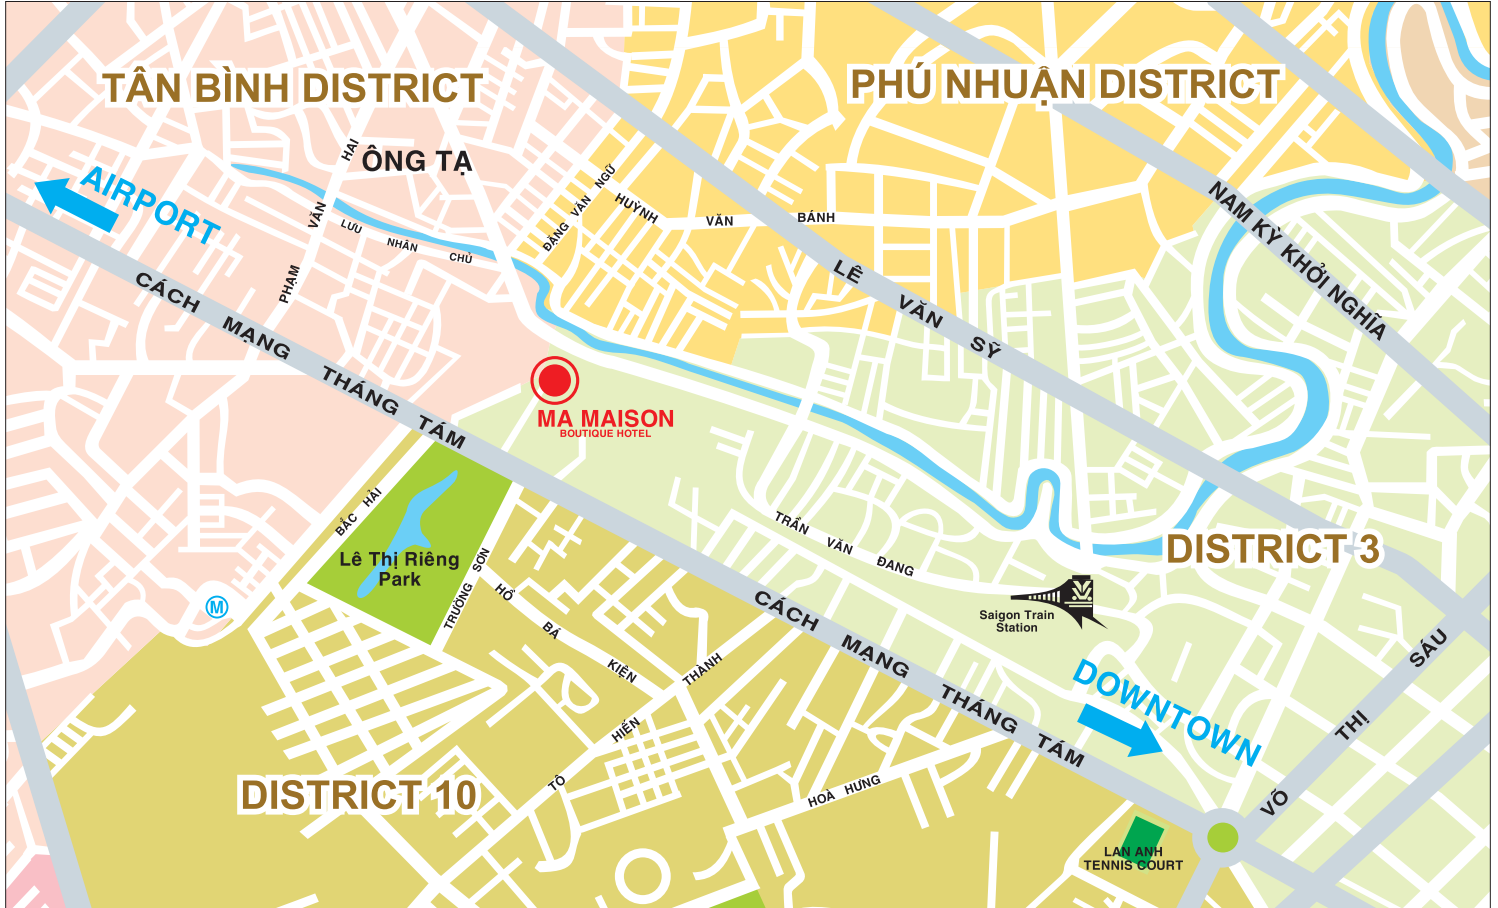 TÂN BÌNH DISTRICT
PHÚ NHUẬN DISTRICT
ÔNG TẠ
AIRPORT
PHẠM VĂN HAI
LƯU NHÂN CHÚ
ĐẶNG VĂN NGỮ
HUỲNH VĂN BÁNH
NAM KỲ KHỞI NGHĨA
LÊ VĂN SỸ
CÁCH MẠNG THÁNG TÁM
MA MAISON
BOUTIQUE HOTEL
BẮC HẢI
Lê Thị Riêng
Park
TRƯỜNG SƠN
TRẦN VĂN ĐANG
DISTRICT 3
M
Saigon Train
Station
HỒ BÁ KIỆN
CÁCH MẠNG THÁNG TÁM
TÔ HIẾN THÀNH
DOWNTOWN
VÕ THỊ SÁU
DISTRICT 10
HOÀ HƯNG
LAN ANH
TENNIS COURT